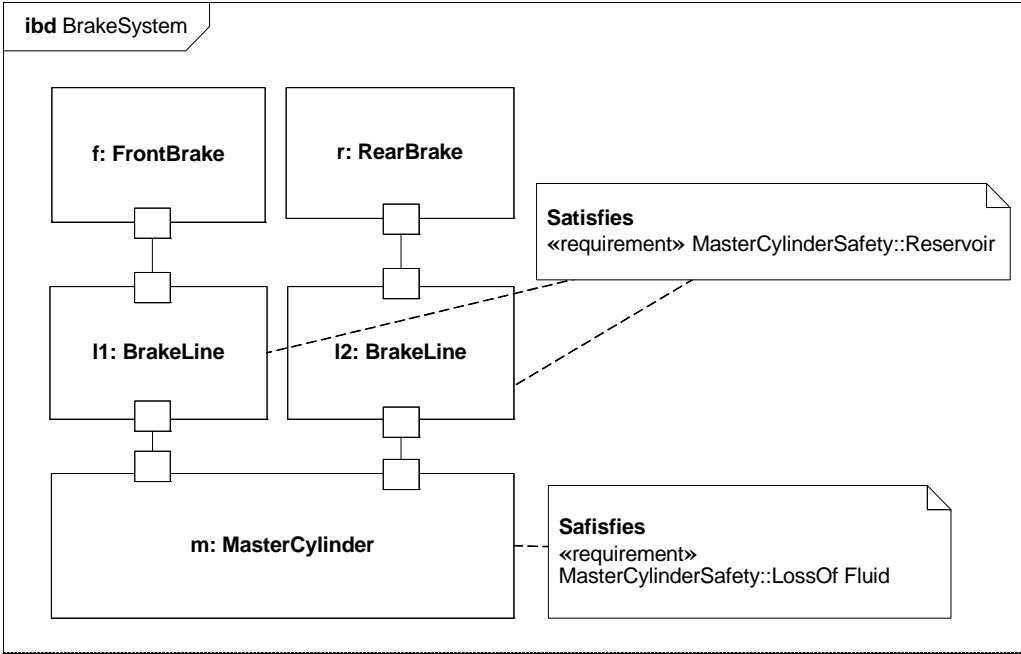 ibd BrakeSystem
f: FrontBrake
r: RearBrake
Satisfies
«requirement» MasterCylinderSafety::Reservoir
l1: BrakeLine
l2: BrakeLine
m: MasterCylinder
Safisfies
«requirement»
MasterCylinderSafety::LossOf Fluid